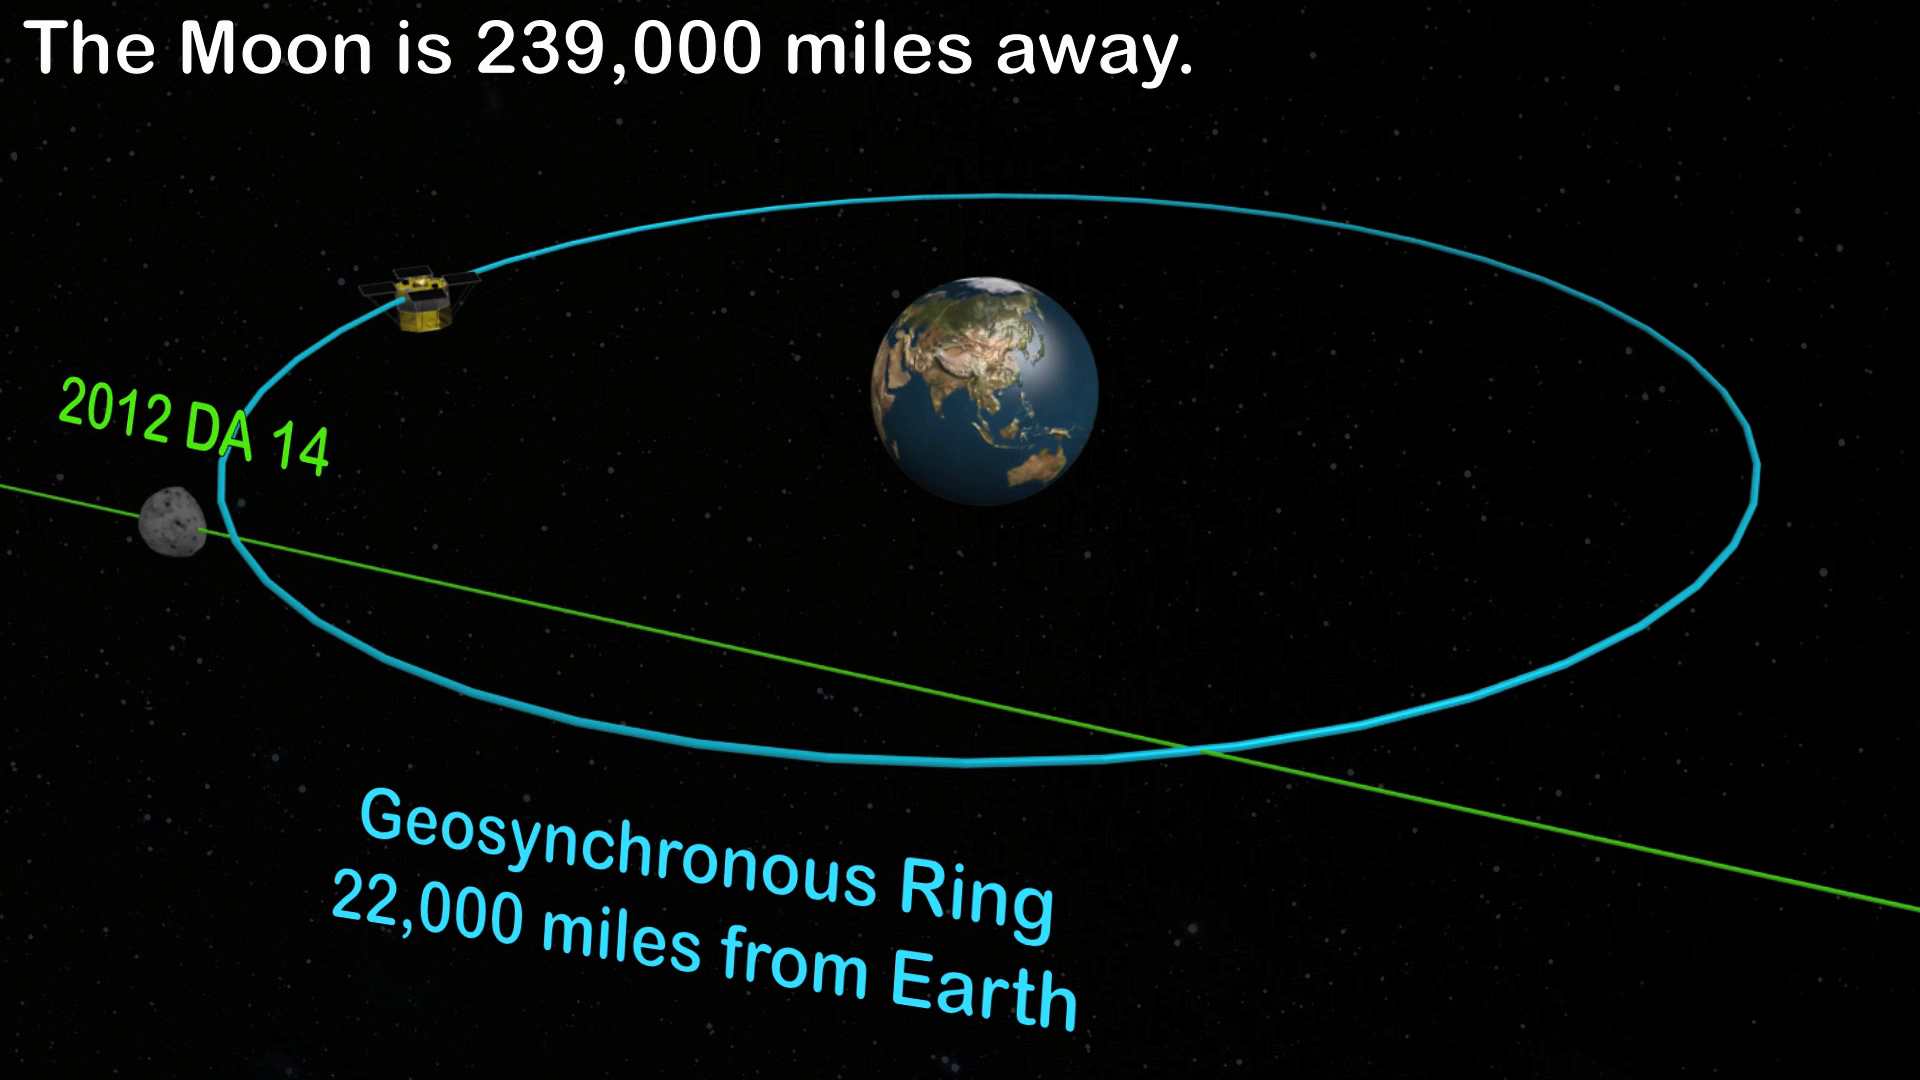 The Moon is 239,000 miles away.
2012 DA 14
Geosynchronous Ring
22,000 miles from Earth